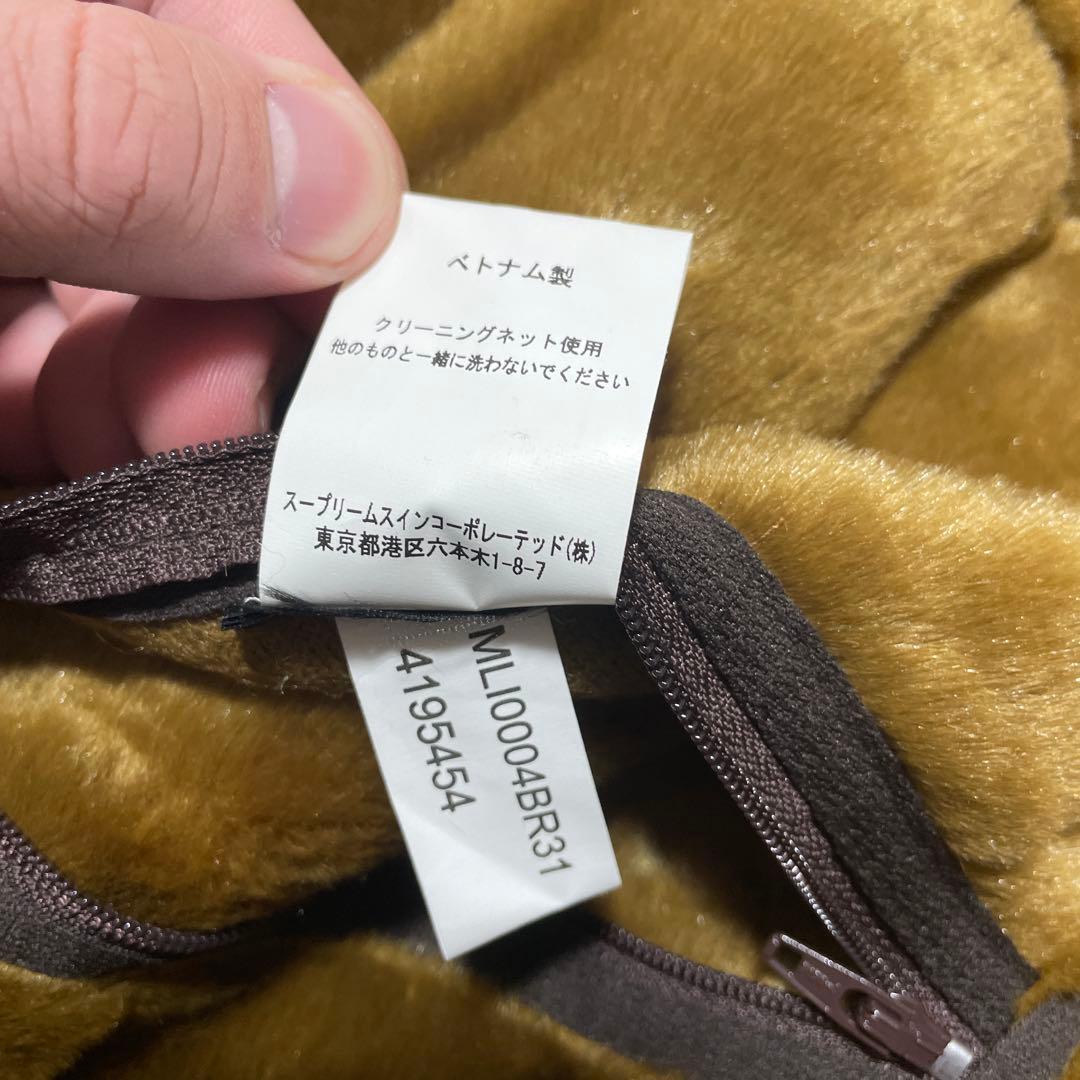 ベトナム製
クリーニングネット使用
他のものと一緒に洗わないでください
スープリームスインコーポレーテッド(株)
東京都港区六本木1-8-7
MLI0004BR31
4195454